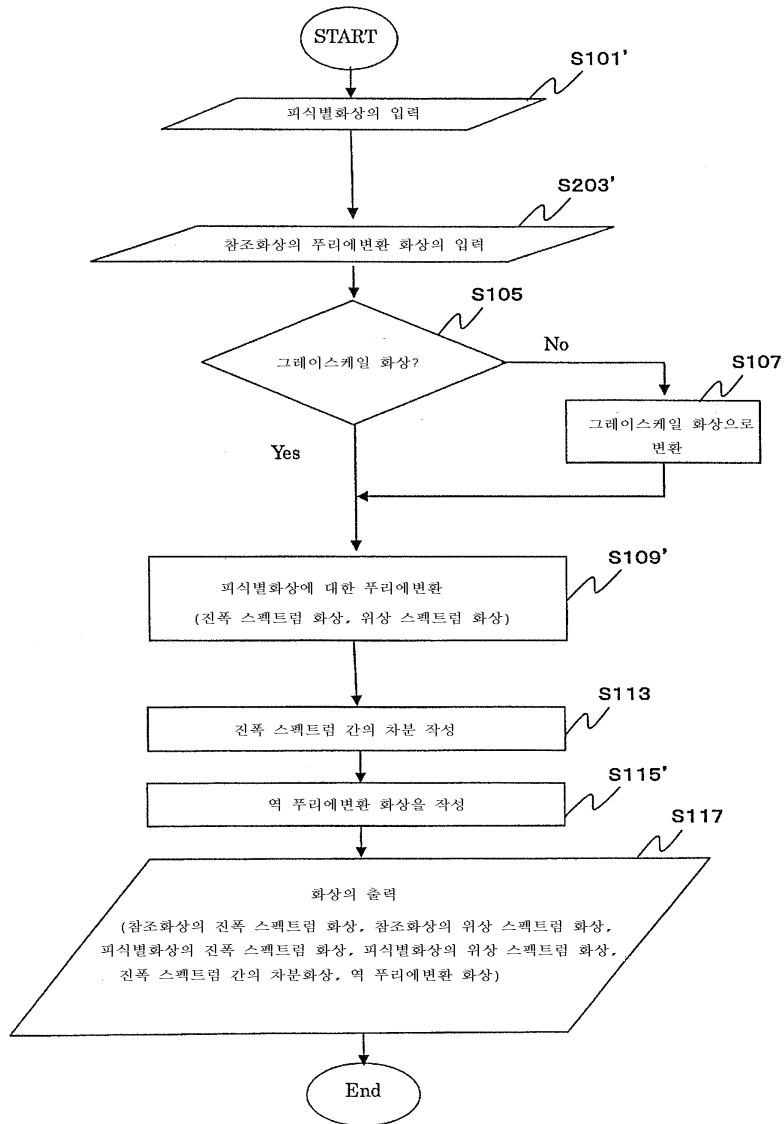 START
S101'
피식별화상의 입력
S203'
참조화상의 푸리에변환 화상의 입력
S105
그레이스케일 화상?
No
S107
그레이스케일 화상으로
변환
Yes
S109'
피식별화상에 대한 푸리에변환
(진폭 스펙트럼 화상, 위상 스펙트럼 화상)
S113
진폭 스펙트럼 간의 차분 작성
S115'
역 푸리에변환 화상을 작성
S117
화상의 출력
(참조화상의 진폭 스펙트럼 화상, 참조화상의 위상 스펙트럼 화상,
피식별화상의 진폭 스펙트럼 화상, 피식별화상의 위상 스펙트럼 화상,
진폭 스펙트럼 간의 차분화상, 역 푸리에변환 화상)
End